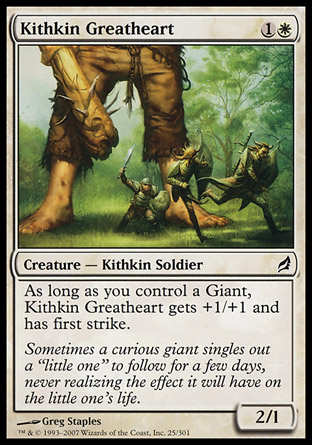 Kithkin Greatheart 1
Creature — Kithkin Soldier
As long as you control a Giant,
Kithkin Greatheart gets +1/+1 and
has first strike.
Sometimes a curious giant singles out
a “little one” to follow for a few days,
never realizing the effect it will have on
the little one’s life.
Greg Staples
™ & © 1993–2007 Wizards of the Coast, Inc. 25/301
2/1